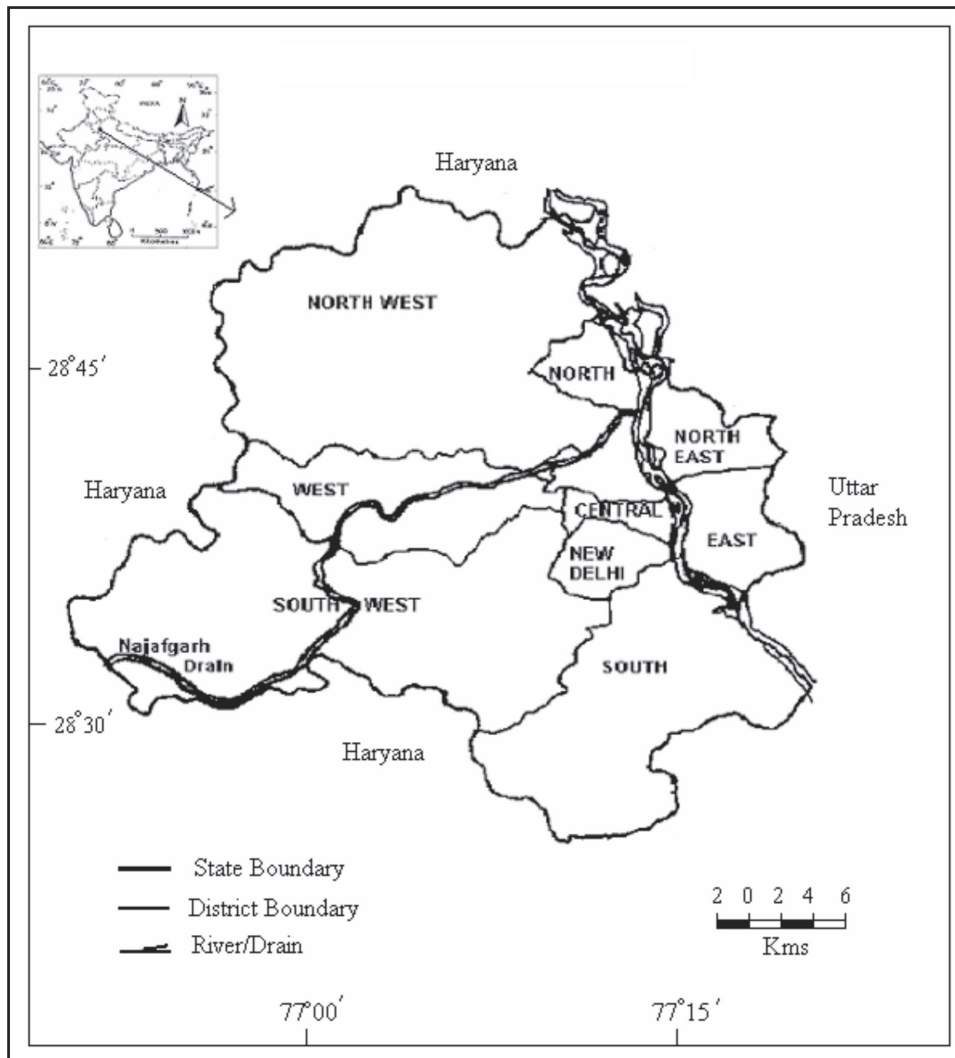 INDIA
N
Kilometres
Haryana
NORTH WEST
28°45′
NORTH
NORTH
EAST
Haryana
WEST
Uttar
Pradesh
CENTRAL
EAST
NEW
DELHI
SOUTH WEST
Najafgarh
Drain
SOUTH
28°30′
Haryana
State Boundary
District Boundary
River/Drain
2 0 2 4 6
Kms
77°00′
77°15′